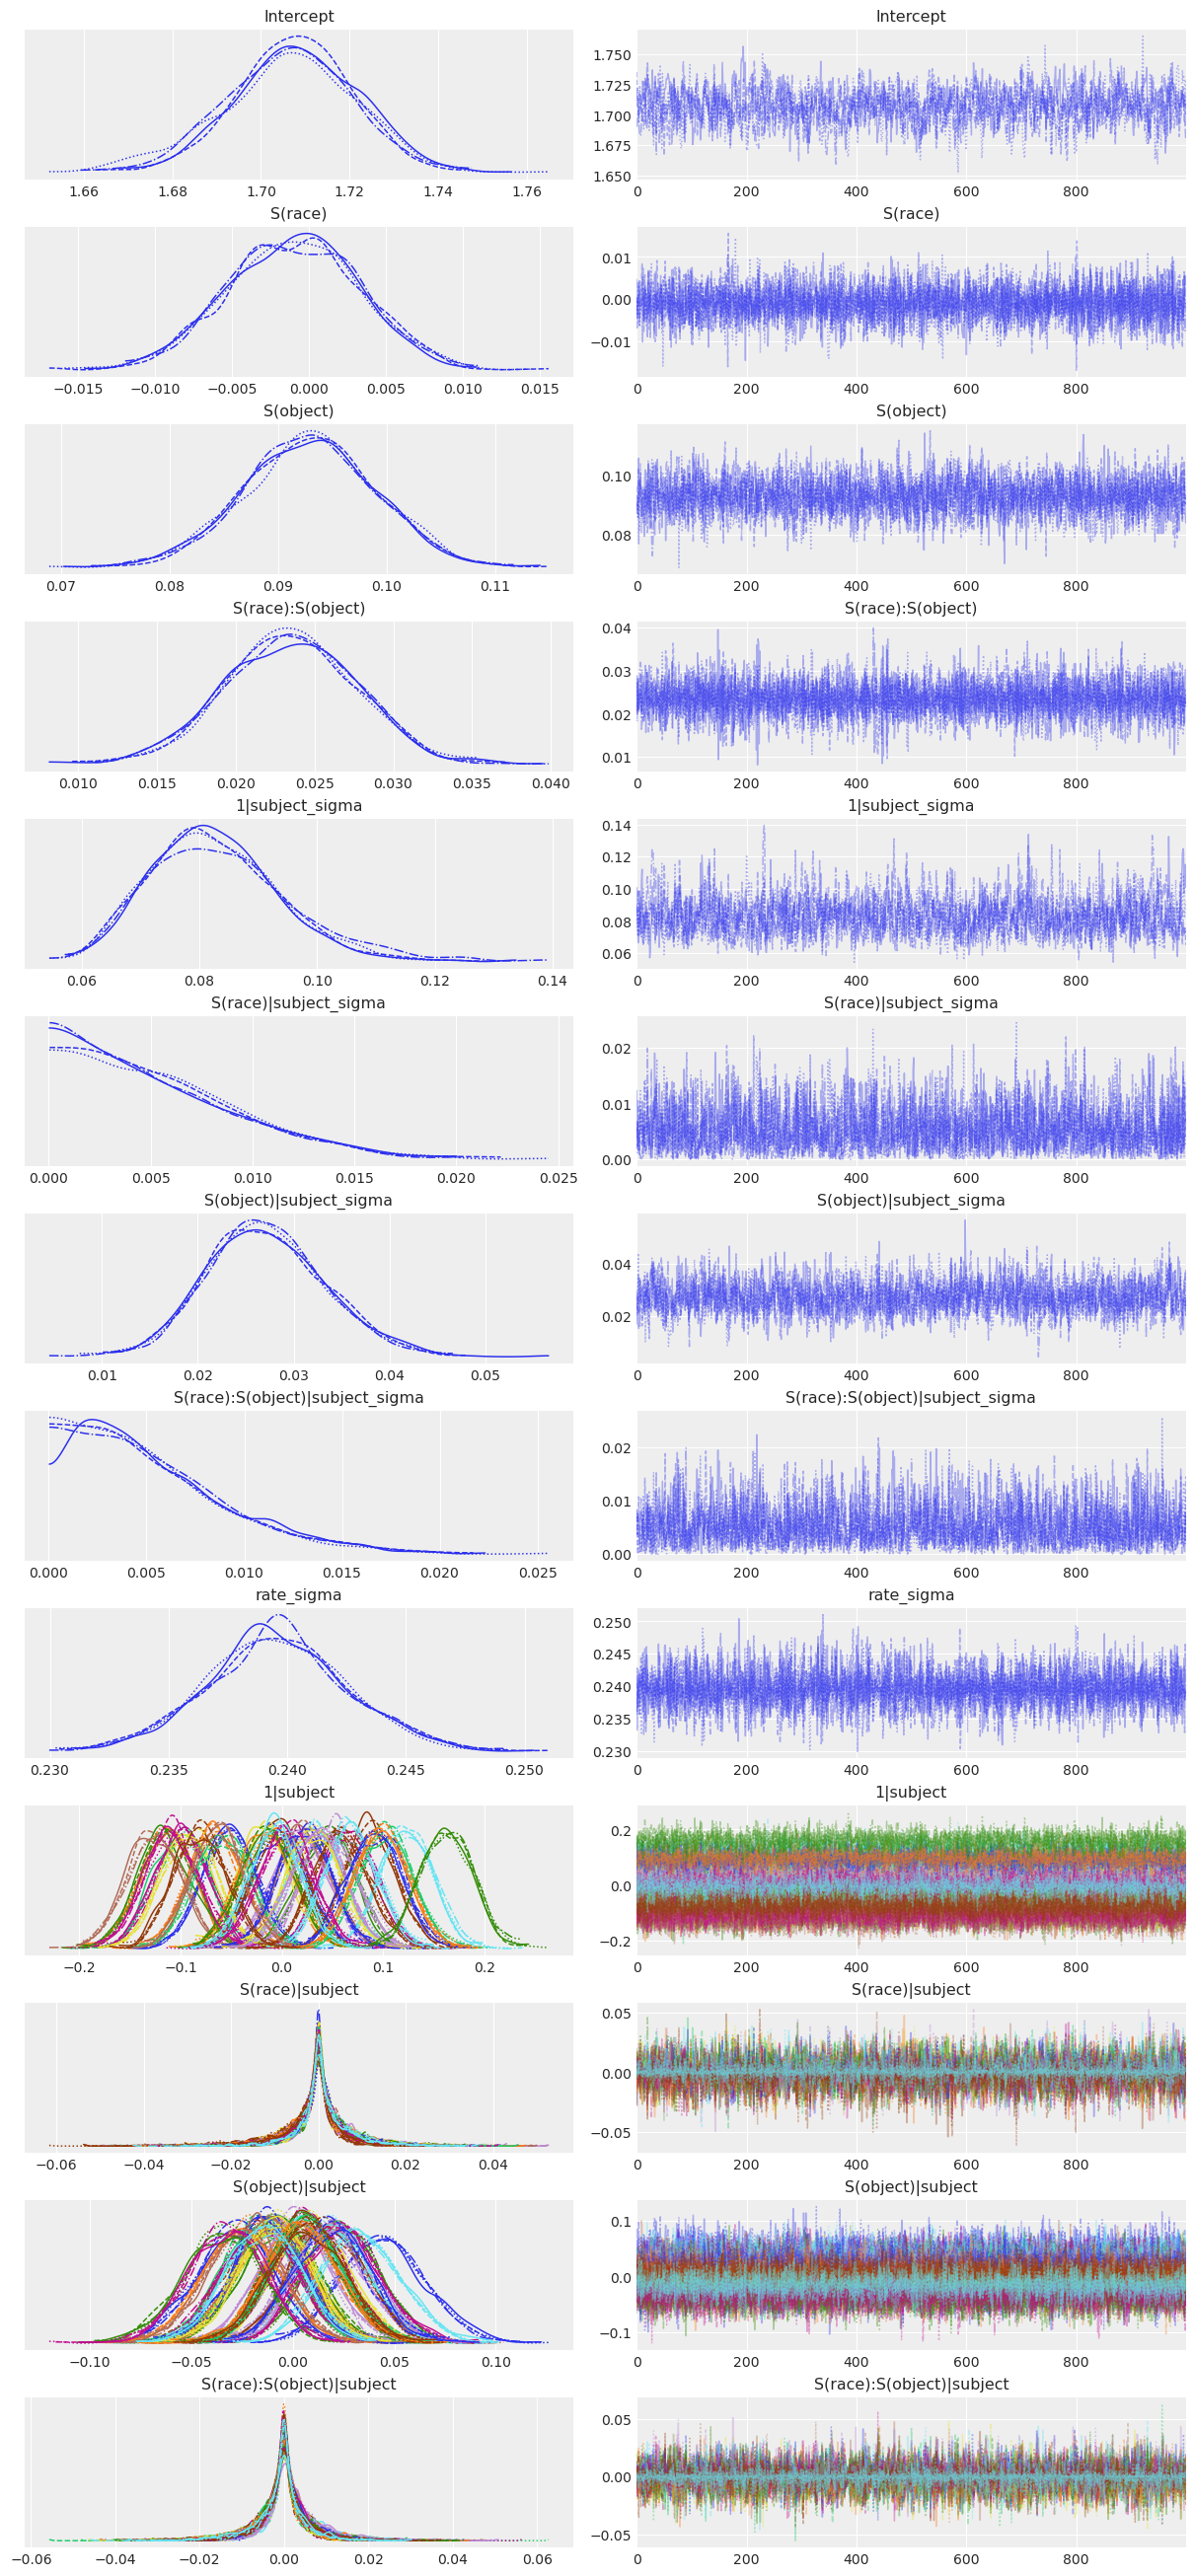 Intercept Intercept
1.750
1.725
1.700
1.675
1.650
1.66 1.68 1.70 1.72 1.74 1.76 0 200 400 600 800
S(race) S(race)
0.01
0.00
−0.01
−0.015 −0.010 −0.005 0.000 0.005 0.010 0.015 0 200 400 600 800
S(object) S(object)
0.10
0.08
0.07 0.08 0.09 0.10 0.11 0 200 400 600 800
S(race):S(object) S(race):S(object)
0.04
0.03
0.02
0.01
0.010 0.015 0.020 0.025 0.030 0.035 0.040 0 200 400 600 800
1|subject_sigma 1|subject_sigma
0.14
0.12
0.10
0.08
0.06
0.06 0.08 0.10 0.12 0.14 0 200 400 600 800
S(race)|subject_sigma S(race)|subject_sigma
0.02
0.01
0.00
0.000 0.005 0.010 0.015 0.020 0.025 0 200 400 600 800
S(object)|subject_sigma S(object)|subject_sigma
0.04
0.02
0.01 0.02 0.03 0.04 0.05 0 200 400 600 800
S(race):S(object)|subject_sigma S(race):S(object)|subject_sigma
0.02
0.01
0.00
0.000 0.005 0.010 0.015 0.020 0.025 0 200 400 600 800
rate_sigma rate_sigma
0.250
0.245
0.240
0.235
0.230
0.230 0.235 0.240 0.245 0.250 0 200 400 600 800
1|subject 1|subject
0.2
0.0
−0.2
−0.2 −0.1 0.0 0.1 0.2 0 200 400 600 800
S(race)|subject S(race)|subject
0.05
0.00
−0.05
−0.06 −0.04 −0.02 0.00 0.02 0.04 0 200 400 600 800
S(object)|subject S(object)|subject
0.1
0.0
−0.1
−0.10 −0.05 0.00 0.05 0.10 0 200 400 600 800
S(race):S(object)|subject S(race):S(object)|subject
0.05
0.00
−0.05
−0.06 −0.04 −0.02 0.00 0.02 0.04 0.06 0 200 400 600 800